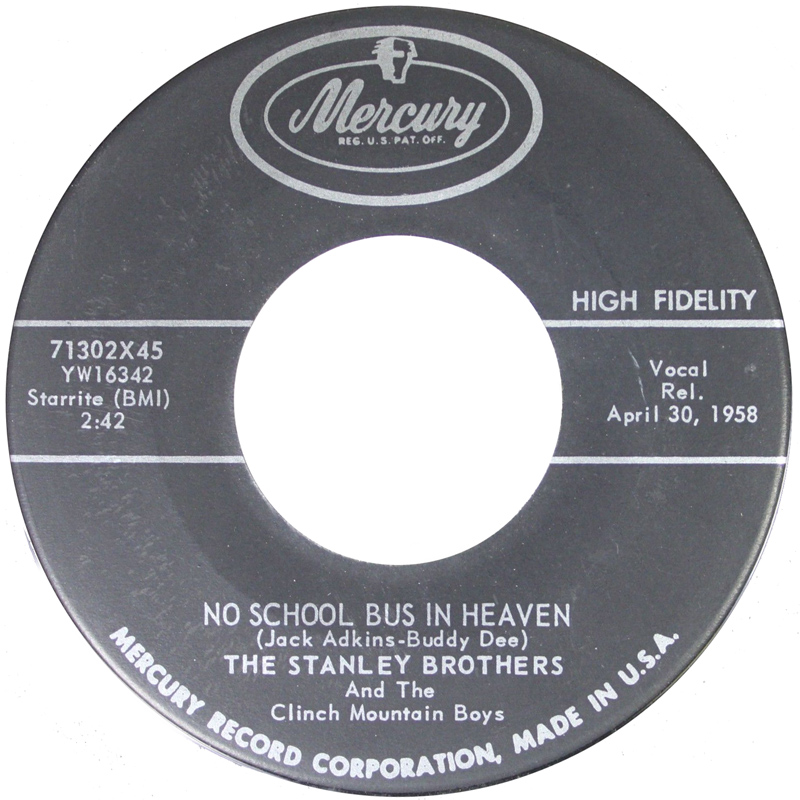 Mercury
REG. U.S. PAT. OFF.
HIGH FIDELITY
71302X45
YW16342
Starrite (BMI)
2:42
Vocal
Rel.
April 30, 1958
NO SCHOOL BUS IN HEAVEN
(Jack Adkins-Buddy Dee)
THE STANLEY BROTHERS
And The
Clinch Mountain Boys
MERCURY RECORD CORPORATION, MADE IN U.S.A.